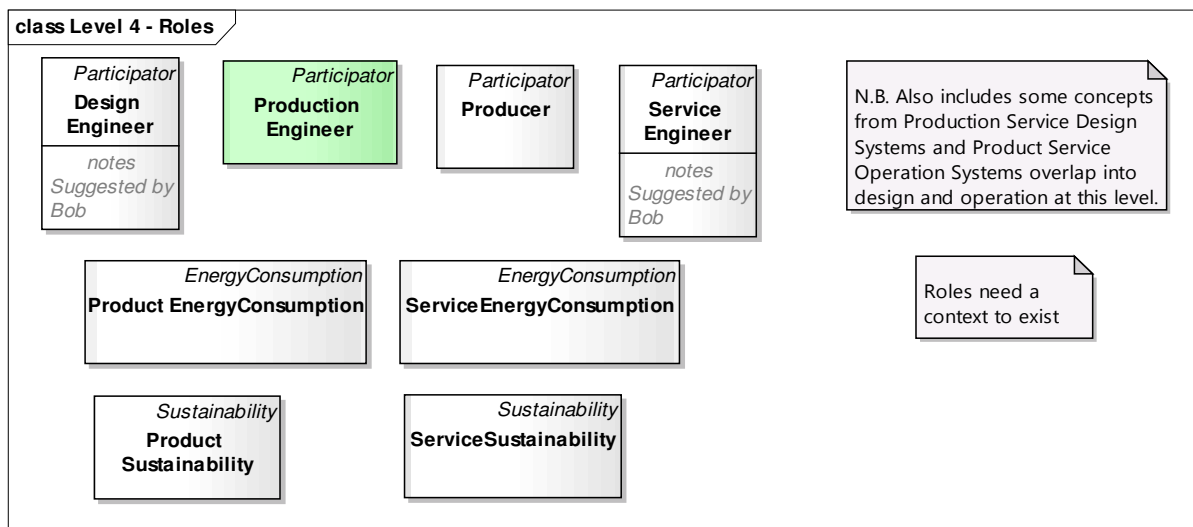 class Level 4 - Roles
Participator
Design
Engineer
notes
Suggested by
Bob
Participator
Production
Engineer
Participator
Producer
Participator
Service
Engineer
notes
Suggested by
Bob
N.B. Also includes some concepts
from Production Service Design
Systems and Product Service
Operation Systems overlap into
design and operation at this level.
EnergyConsumption
Product EnergyConsumption
EnergyConsumption
ServiceEnergyConsumption
Roles need a
context to exist
Sustainability
Product
Sustainability
Sustainability
ServiceSustainability